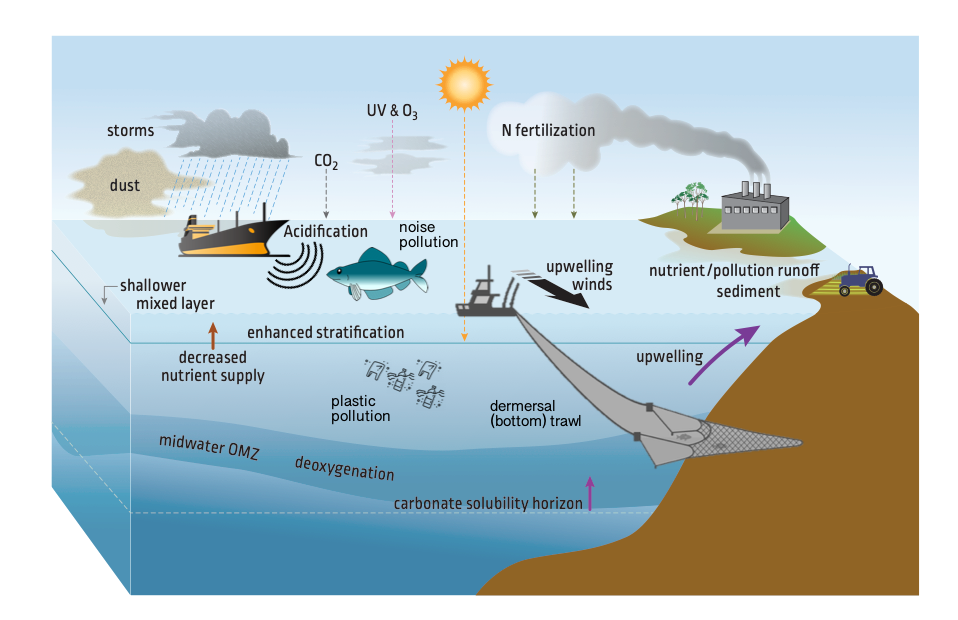 UV & O3
storms
N fertilization
CO2
dust
Acidification
noise
pollution
upwelling
winds
nutrient/pollution runoff
sediment
shallower
mixed layer
enhanced stratification
decreased
nutrient supply
upwelling
plastic
pollution
dermersal
(bottom) trawl
midwater OMZ
deoxygenation
carbonate solubility horizon